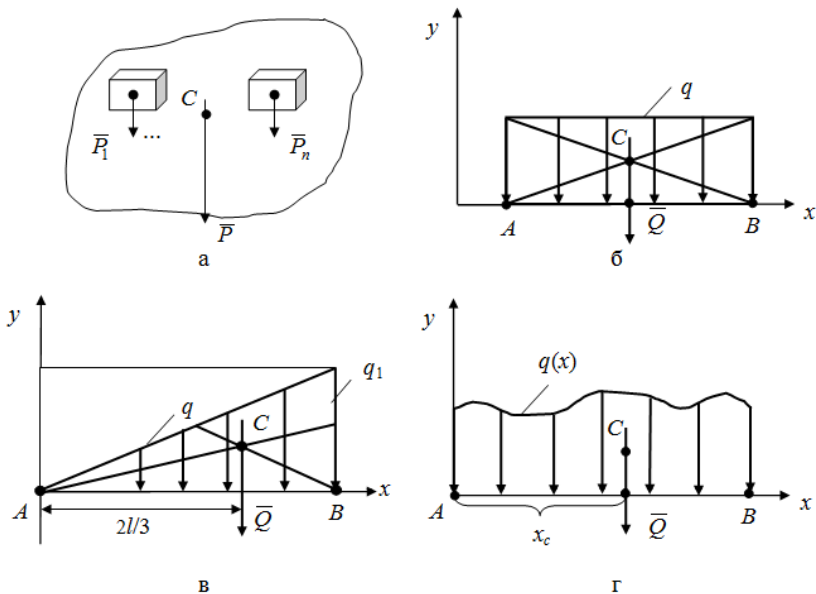 C
P̅₁ ... P̅ₙ
P̅
а
y
q
C
A Q̅ B x
б
y
q₁
q
C
A Q̅ B x
2l/3
в
y
q(x)
C
A x_c Q̅ B x
г